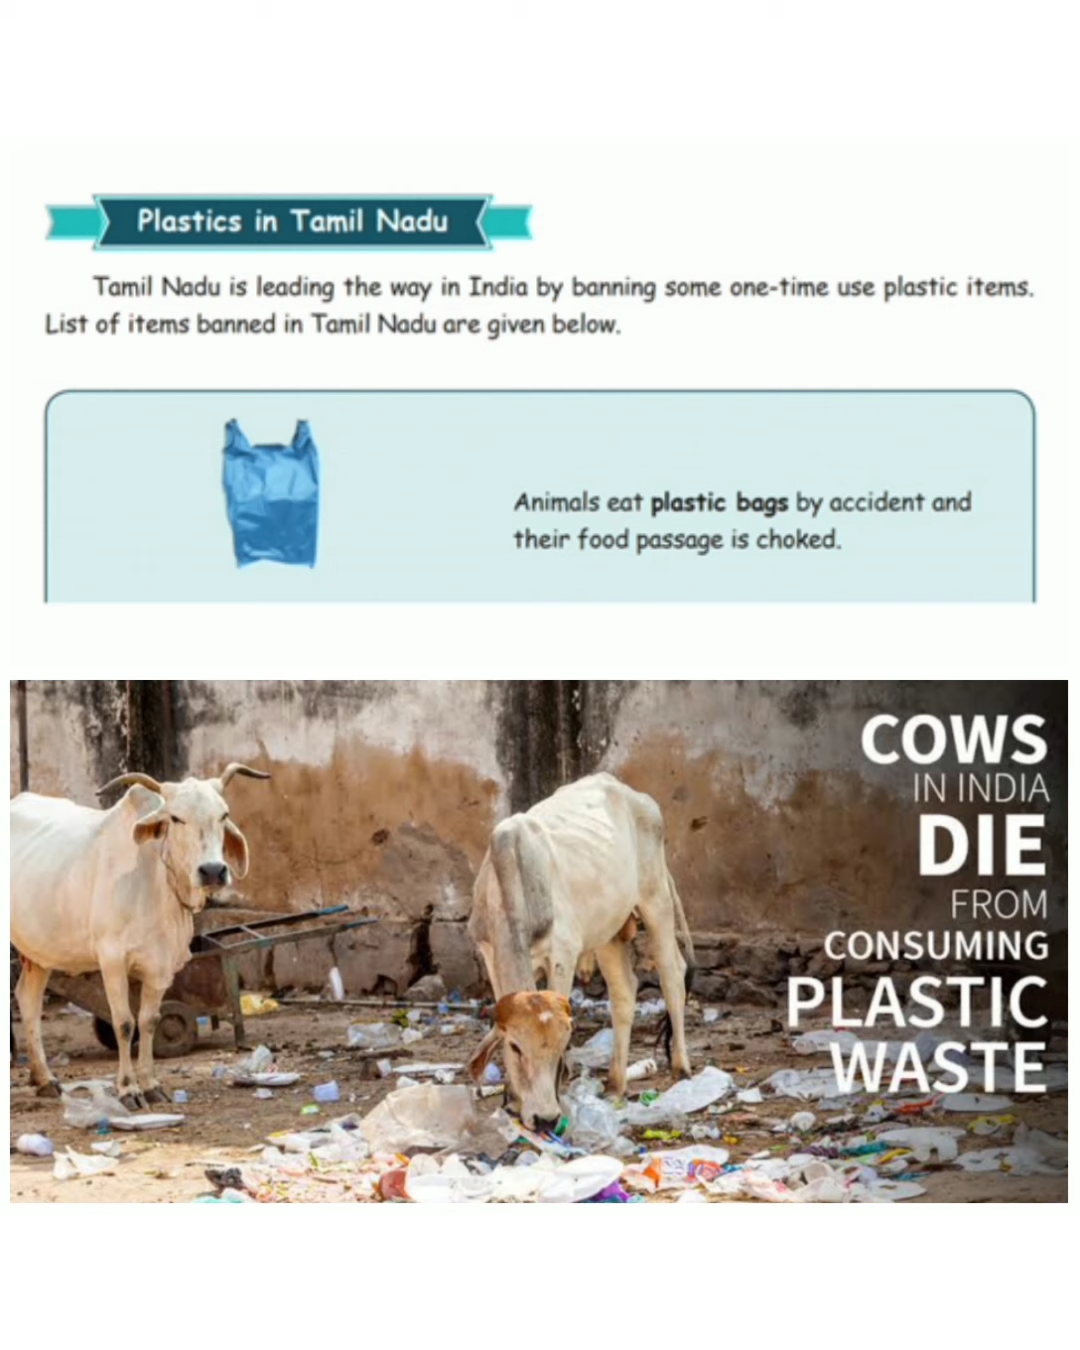 Plastics in Tamil Nadu
Tamil Nadu is leading the way in India by banning some one-time use plastic items.
List of items banned in Tamil Nadu are given below.
Animals eat plastic bags by accident and
their food passage is choked.
COWS
IN INDIA
DIE
FROM
CONSUMING
PLASTIC
WASTE